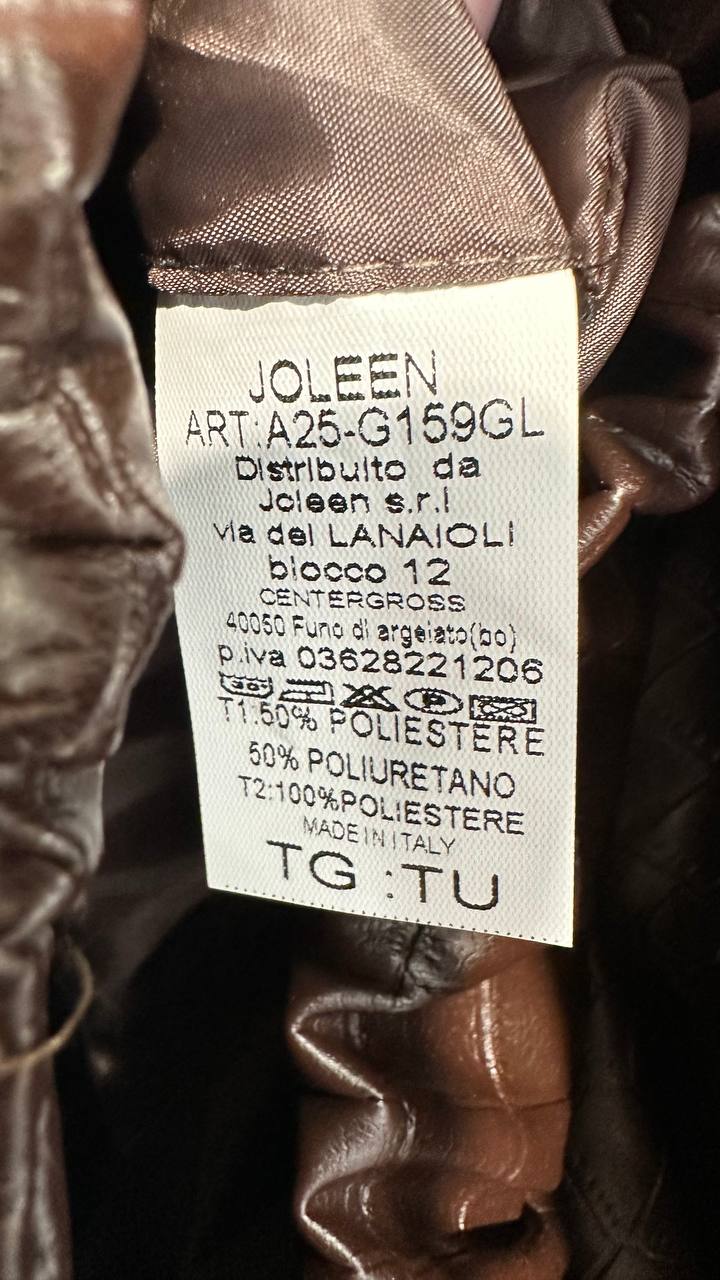 JOLEEN
ART:A25-G159GL
Distribuito da
Joleen s.r.l
via dei LANAIOLI
blocco 12
CENTERGROSS
40050 Funo di argelato(bo)
p.iva 03628221206
T1:50% POLIESTERE
50% POLIURETANO
T2:100%POLIESTERE
MADE IN ITALY
TG :TU